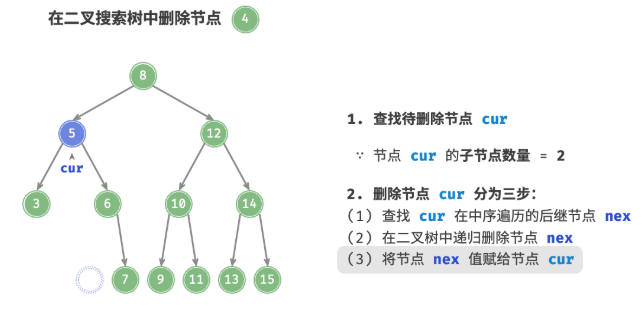 在二叉搜索树中删除节点 4
8
5
12
cur
3
6
10
14
7
9
11
13
15
1. 查找待删除节点 cur
∵ 节点 cur 的子节点数量 = 2
2. 删除节点 cur 分为三步：
(1) 查找 cur 在中序遍历的后继节点 nex
(2) 在二叉树中递归删除节点 nex
(3) 将节点 nex 值赋给节点 cur